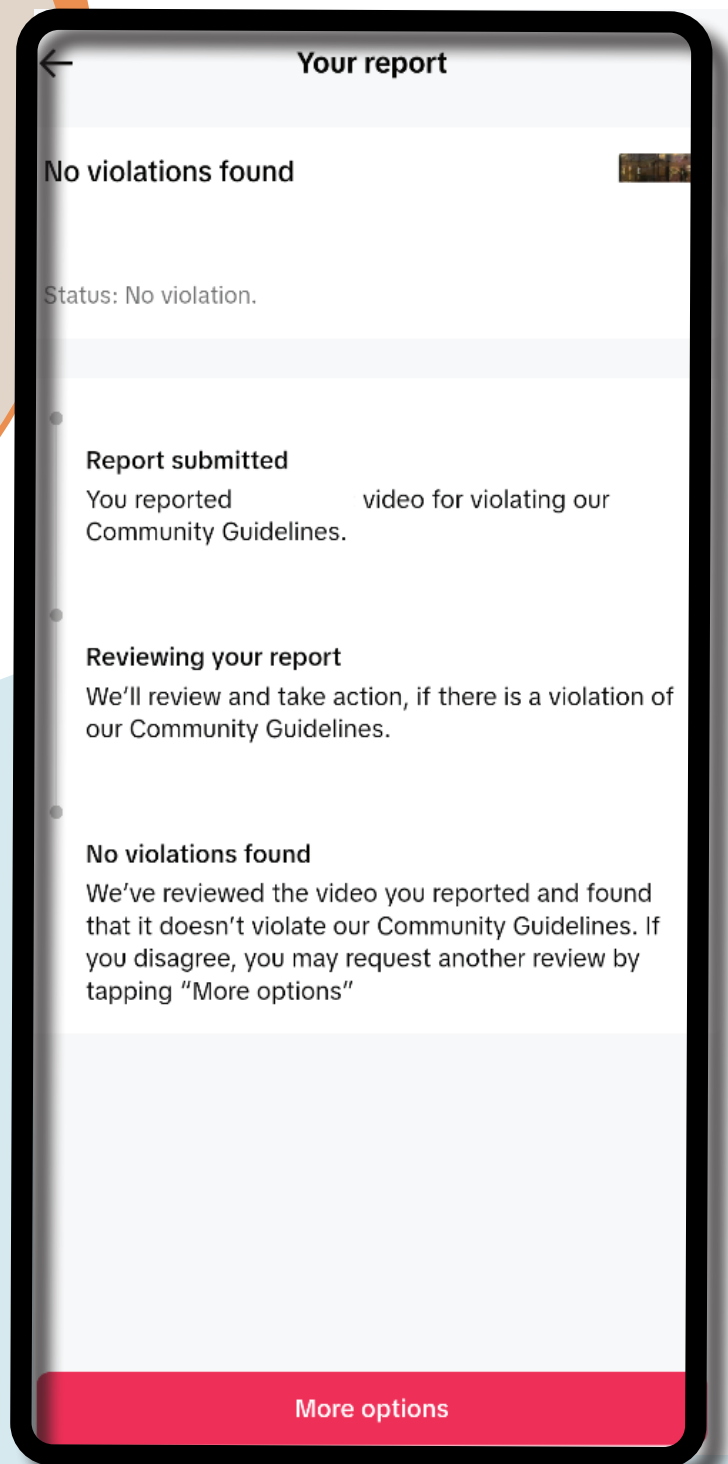 Your report
No violations found
Status: No violation.
Report submitted
You reported video for violating our
Community Guidelines.
Reviewing your report
We’ll review and take action, if there is a violation of
our Community Guidelines.
No violations found
We’ve reviewed the video you reported and found
that it doesn’t violate our Community Guidelines. If
you disagree, you may request another review by
tapping “More options”
More options